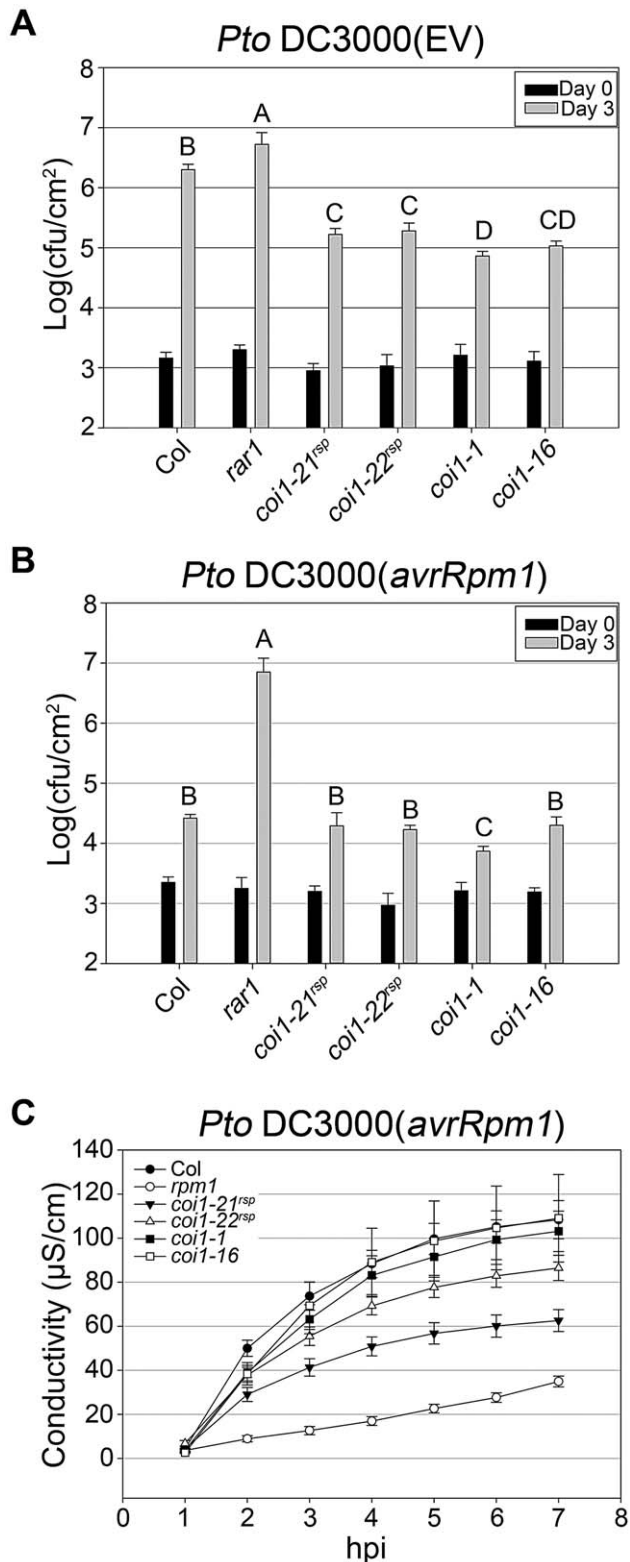 A
Pto DC3000(EV)
8
7
6
5
4
3
2
Log(cfu/cm²)
Day 0
Day 3
B
A
C
C
D
CD
Col
rar1
coi1-21ʳˢᵖ
coi1-22ʳˢᵖ
coi1-1
coi1-16
B
Pto DC3000(avrRpm1)
8
7
6
5
4
3
2
Log(cfu/cm²)
Day 0
Day 3
B
A
B
B
C
B
Col
rar1
coi1-21ʳˢᵖ
coi1-22ʳˢᵖ
coi1-1
coi1-16
C
Pto DC3000(avrRpm1)
140
120
100
80
60
40
20
0
Conductivity (µS/cm)
Col
rpm1
coi1-21ʳˢᵖ
coi1-22ʳˢᵖ
coi1-1
coi1-16
0 1 2 3 4 5 6 7 8
hpi